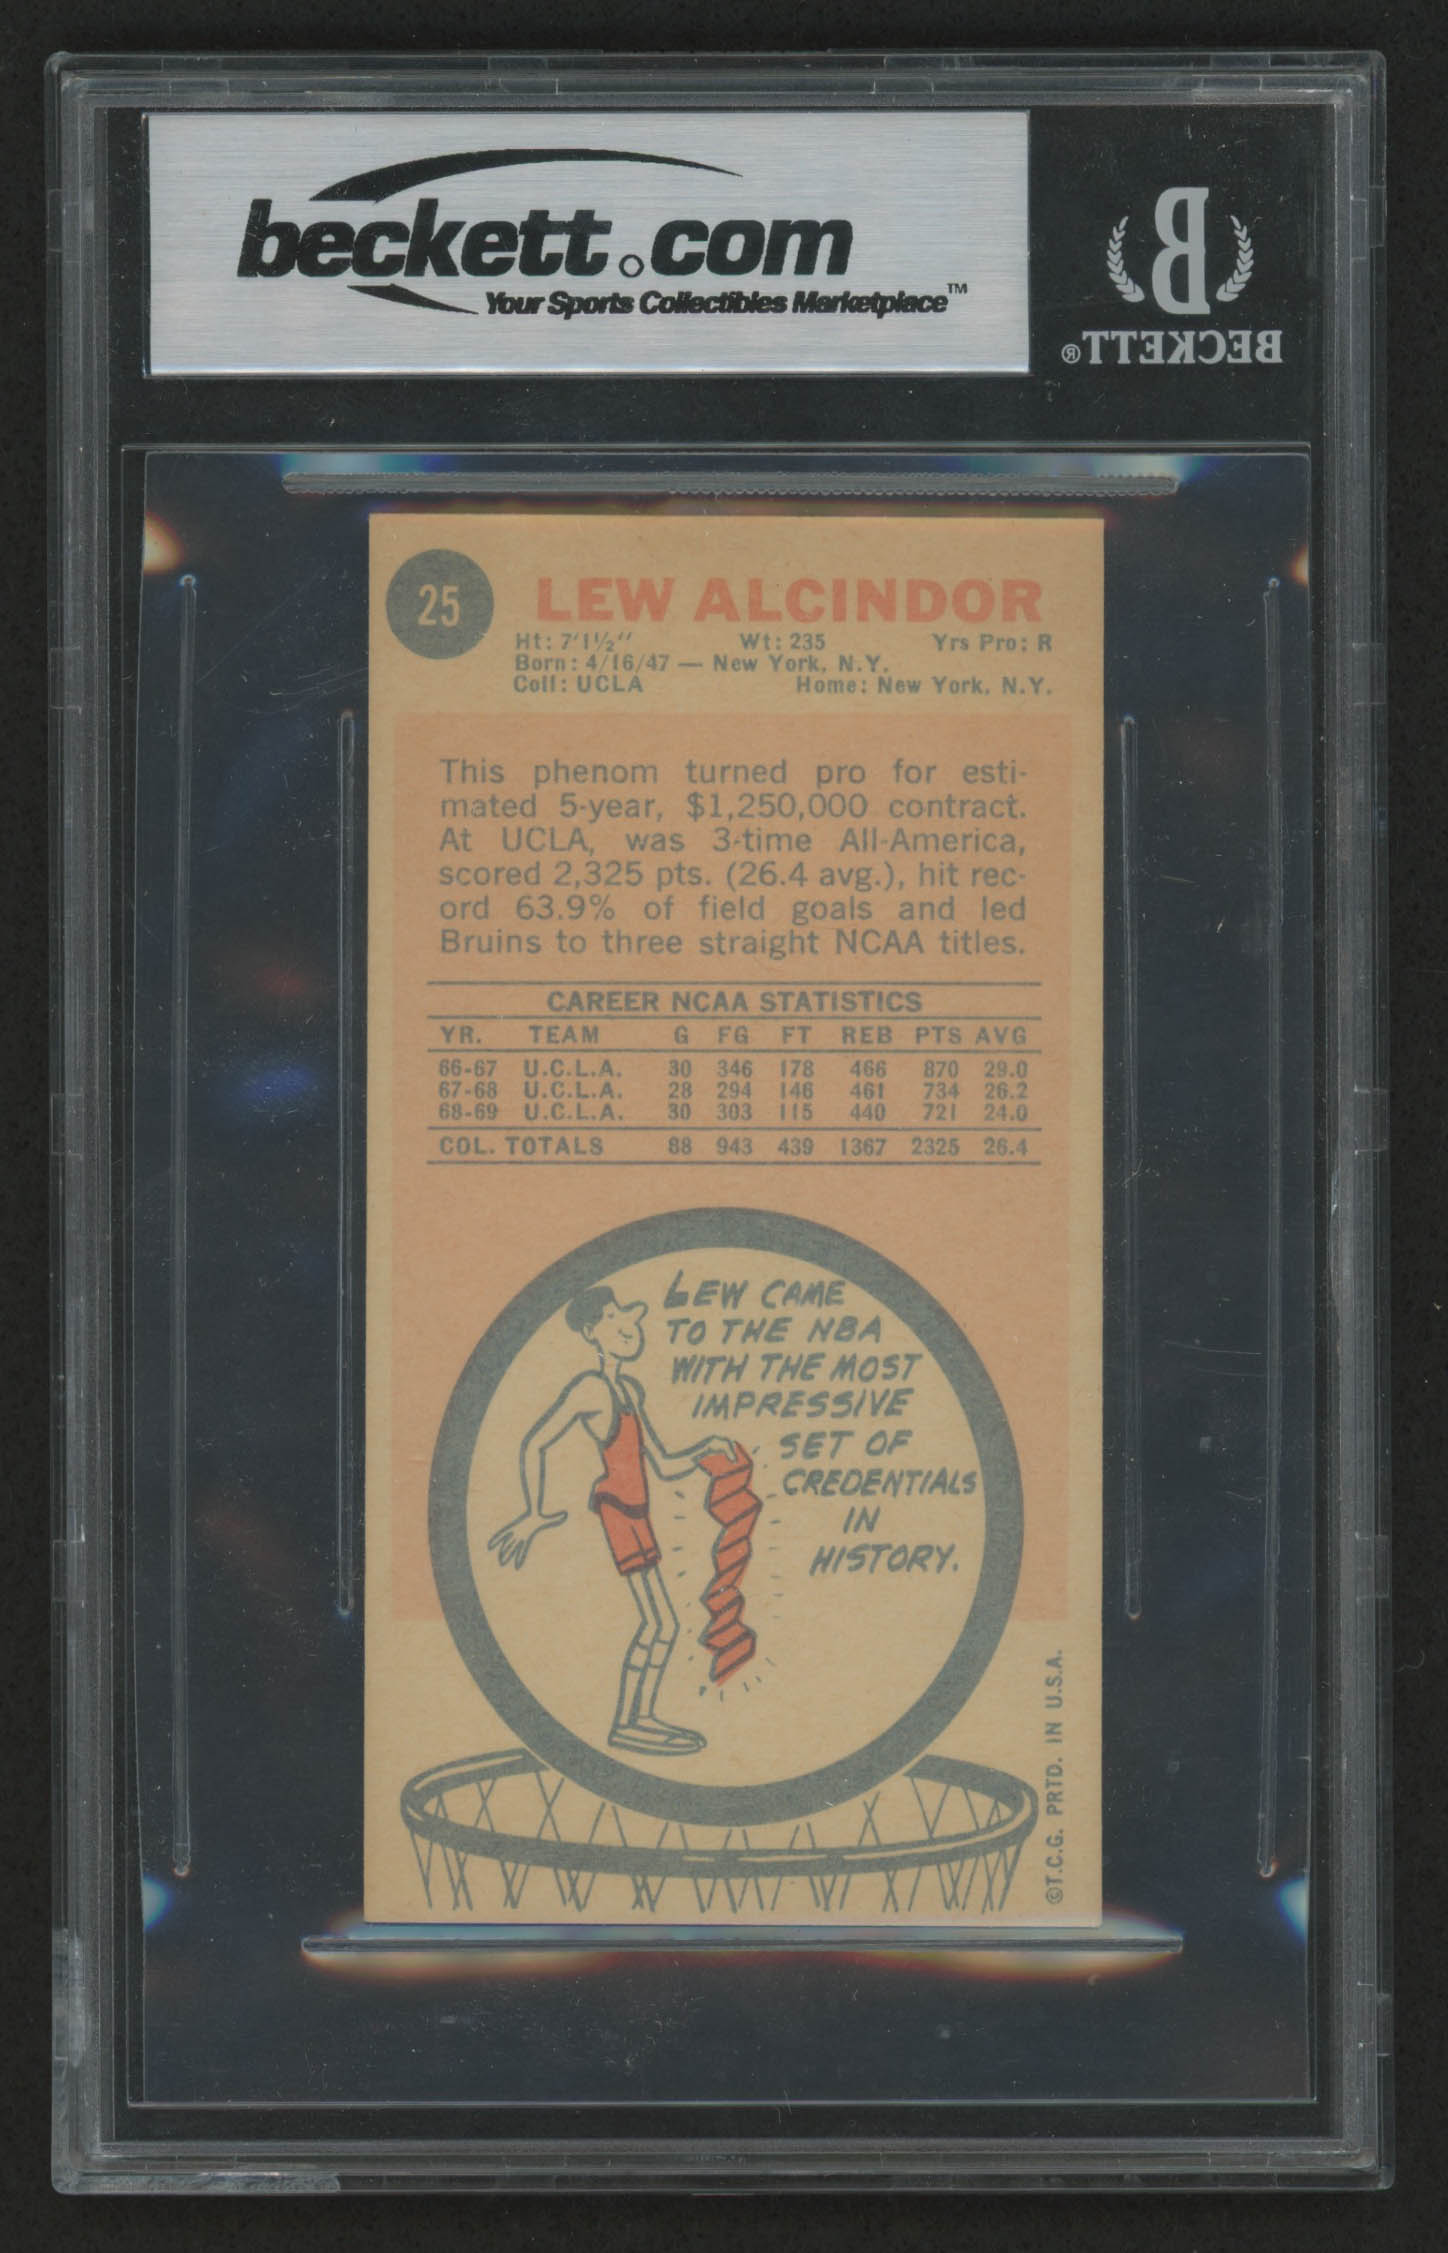 beckett.com
Your Sports Collectibles Marketplace™
BECKETT®
25
LEW ALCINDOR
Ht: 7'1½" Wt: 235 Yrs Pro: R
Born: 4/16/47 — New York, N.Y.
Coll: UCLA Home: New York, N.Y.
This phenom turned pro for esti-
mated 5-year, $1,250,000 contract.
At UCLA, was 3-time All-America,
scored 2,325 pts. (26.4 avg.), hit rec-
ord 63.9% of field goals and led
Bruins to three straight NCAA titles.
CAREER NCAA STATISTICS
YR. TEAM G FG FT REB PTS AVG
66-67 U.C.L.A. 30 346 178 466 870 29.0
67-68 U.C.L.A. 28 294 146 461 734 26.2
68-69 U.C.L.A. 30 303 115 440 721 24.0
COL. TOTALS 88 943 439 1367 2325 26.4
LEW CAME
TO THE NBA
WITH THE MOST
IMPRESSIVE
SET OF
CREDENTIALS
IN
HISTORY.
©T.C.G. PRTD. IN U.S.A.